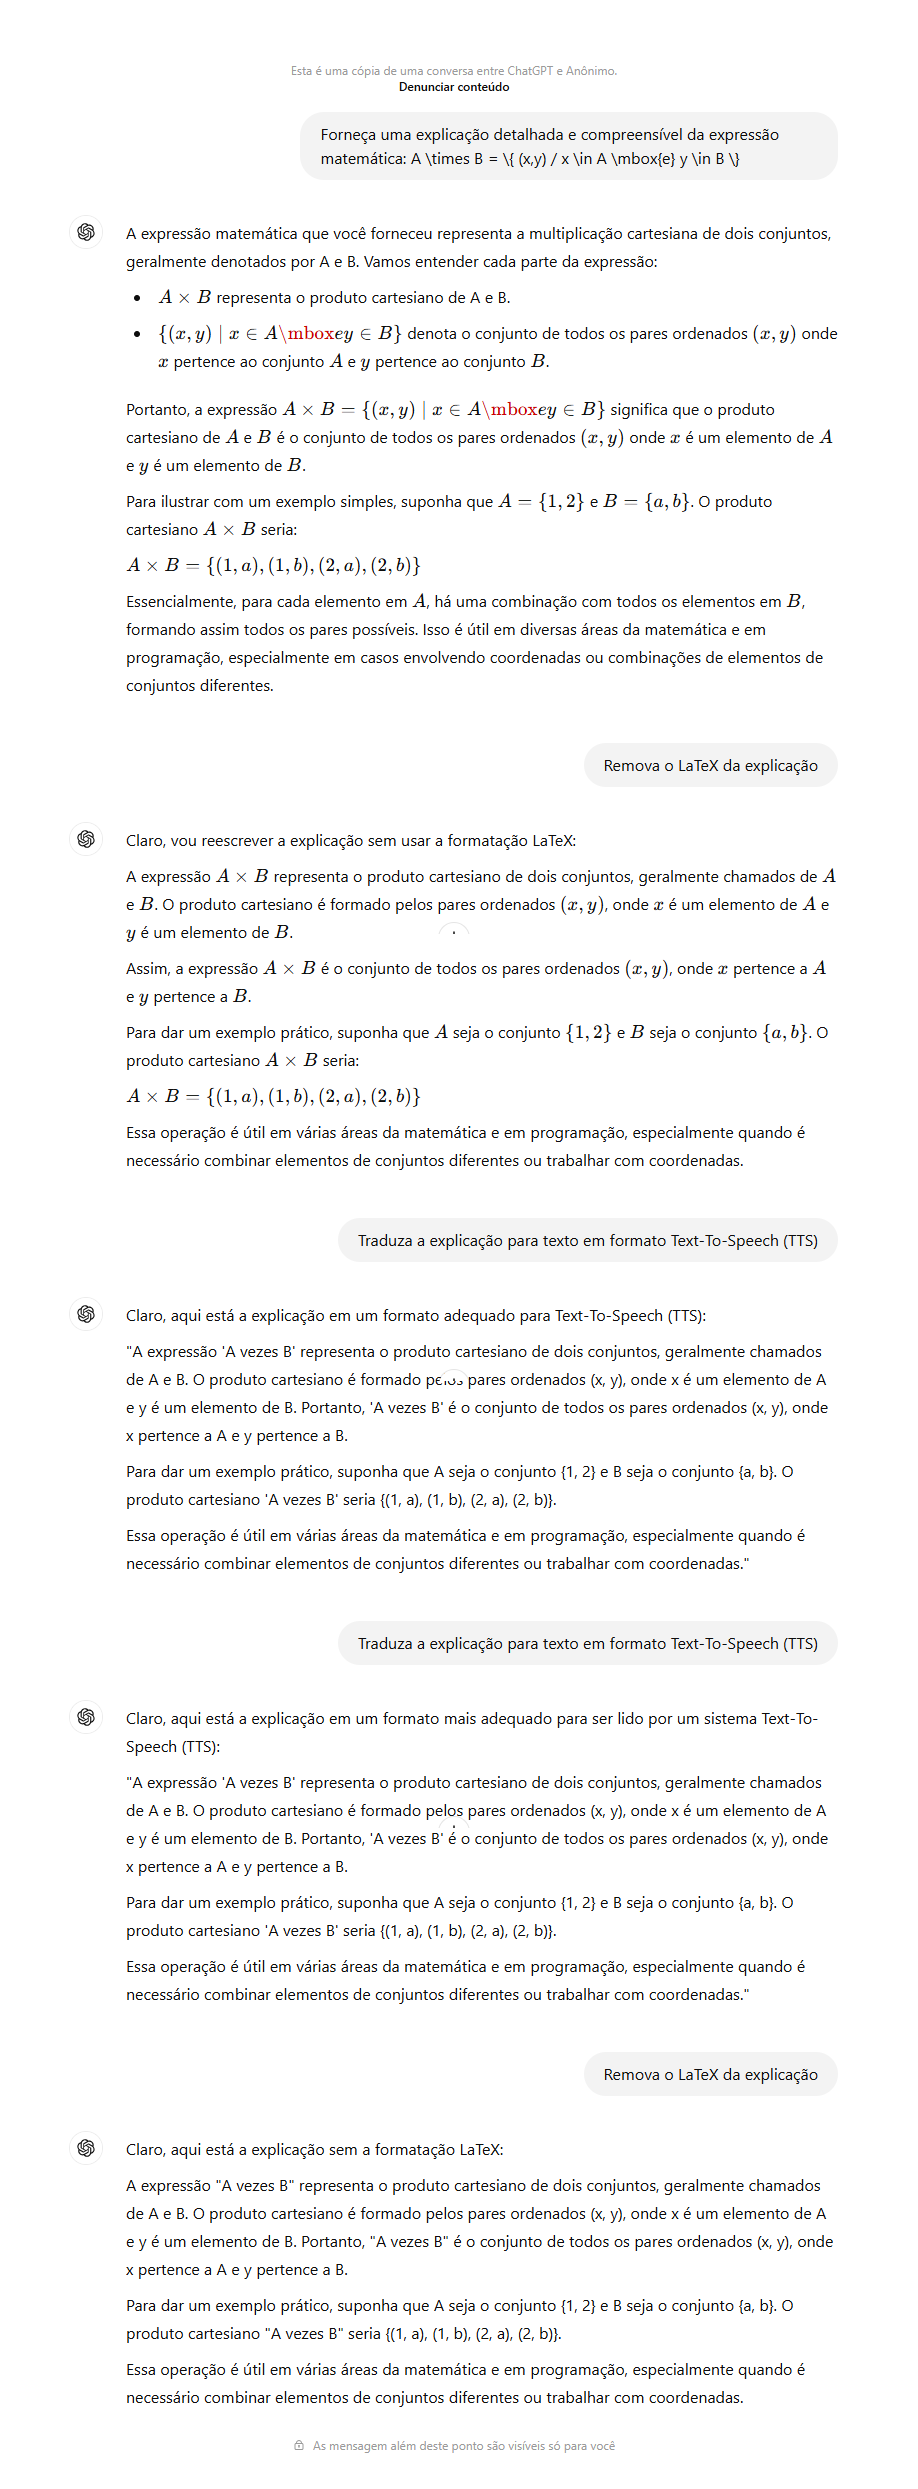 Esta é uma cópia de uma conversa entre ChatGPT e Anônimo.
Denunciar conteúdo
Forneça uma explicação detalhada e compreensível da expressão
matemática: A \times B = \{ (x,y) / x \in A \mbox{e} y \in B \}
A expressão matemática que você forneceu representa a multiplicação cartesiana de dois conjuntos,
geralmente denotados por A e B. Vamos entender cada parte da expressão:
• A × B representa o produto cartesiano de A e B.
• {(x, y) | x ∈ A\mboxey ∈ B} denota o conjunto de todos os pares ordenados (x, y) onde
x pertence ao conjunto A e y pertence ao conjunto B.
Portanto, a expressão A × B = {(x, y) | x ∈ A\mboxey ∈ B} significa que o produto
cartesiano de A e B é o conjunto de todos os pares ordenados (x, y) onde x é um elemento de A
e y é um elemento de B.
Para ilustrar com um exemplo simples, suponha que A = {1, 2} e B = {a, b}. O produto
cartesiano A × B seria:
A × B = {(1, a), (1, b), (2, a), (2, b)}
Essencialmente, para cada elemento em A, há uma combinação com todos os elementos em B,
formando assim todos os pares possíveis. Isso é útil em diversas áreas da matemática e em
programação, especialmente em casos envolvendo coordenadas ou combinações de elementos de
conjuntos diferentes.
Remova o LaTeX da explicação
Claro, vou reescrever a explicação sem usar a formatação LaTeX:
A expressão A × B representa o produto cartesiano de dois conjuntos, geralmente chamados de A
e B. O produto cartesiano é formado pelos pares ordenados (x, y), onde x é um elemento de A e
y é um elemento de B.
Assim, a expressão A × B é o conjunto de todos os pares ordenados (x, y), onde x pertence a A
e y pertence a B.
Para dar um exemplo prático, suponha que A seja o conjunto {1, 2} e B seja o conjunto {a, b}. O
produto cartesiano A × B seria:
A × B = {(1, a), (1, b), (2, a), (2, b)}
Essa operação é útil em várias áreas da matemática e em programação, especialmente quando é
necessário combinar elementos de conjuntos diferentes ou trabalhar com coordenadas.
Traduza a explicação para texto em formato Text-To-Speech (TTS)
Claro, aqui está a explicação em um formato adequado para Text-To-Speech (TTS):
"A expressão 'A vezes B' representa o produto cartesiano de dois conjuntos, geralmente chamados
de A e B. O produto cartesiano é formado pelos pares ordenados (x, y), onde x é um elemento de A
e y é um elemento de B. Portanto, 'A vezes B' é o conjunto de todos os pares ordenados (x, y), onde
x pertence a A e y pertence a B.
Para dar um exemplo prático, suponha que A seja o conjunto {1, 2} e B seja o conjunto {a, b}. O
produto cartesiano 'A vezes B' seria {(1, a), (1, b), (2, a), (2, b)}.
Essa operação é útil em várias áreas da matemática e em programação, especialmente quando é
necessário combinar elementos de conjuntos diferentes ou trabalhar com coordenadas."
Traduza a explicação para texto em formato Text-To-Speech (TTS)
Claro, aqui está a explicação em um formato mais adequado para ser lido por um sistema Text-To-
Speech (TTS):
"A expressão 'A vezes B' representa o produto cartesiano de dois conjuntos, geralmente chamados
de A e B. O produto cartesiano é formado pelos pares ordenados (x, y), onde x é um elemento de A
e y é um elemento de B. Portanto, 'A vezes B' é o conjunto de todos os pares ordenados (x, y), onde
x pertence a A e y pertence a B.
Para dar um exemplo prático, suponha que A seja o conjunto {1, 2} e B seja o conjunto {a, b}. O
produto cartesiano 'A vezes B' seria {(1, a), (1, b), (2, a), (2, b)}.
Essa operação é útil em várias áreas da matemática e em programação, especialmente quando é
necessário combinar elementos de conjuntos diferentes ou trabalhar com coordenadas."
Remova o LaTeX da explicação
Claro, aqui está a explicação sem a formatação LaTeX:
A expressão "A vezes B" representa o produto cartesiano de dois conjuntos, geralmente chamados
de A e B. O produto cartesiano é formado pelos pares ordenados (x, y), onde x é um elemento de A
e y é um elemento de B. Portanto, "A vezes B" é o conjunto de todos os pares ordenados (x, y), onde
x pertence a A e y pertence a B.
Para dar um exemplo prático, suponha que A seja o conjunto {1, 2} e B seja o conjunto {a, b}. O
produto cartesiano "A vezes B" seria {(1, a), (1, b), (2, a), (2, b)}.
Essa operação é útil em várias áreas da matemática e em programação, especialmente quando é
necessário combinar elementos de conjuntos diferentes ou trabalhar com coordenadas.
As mensagem além deste ponto são visíveis só para você